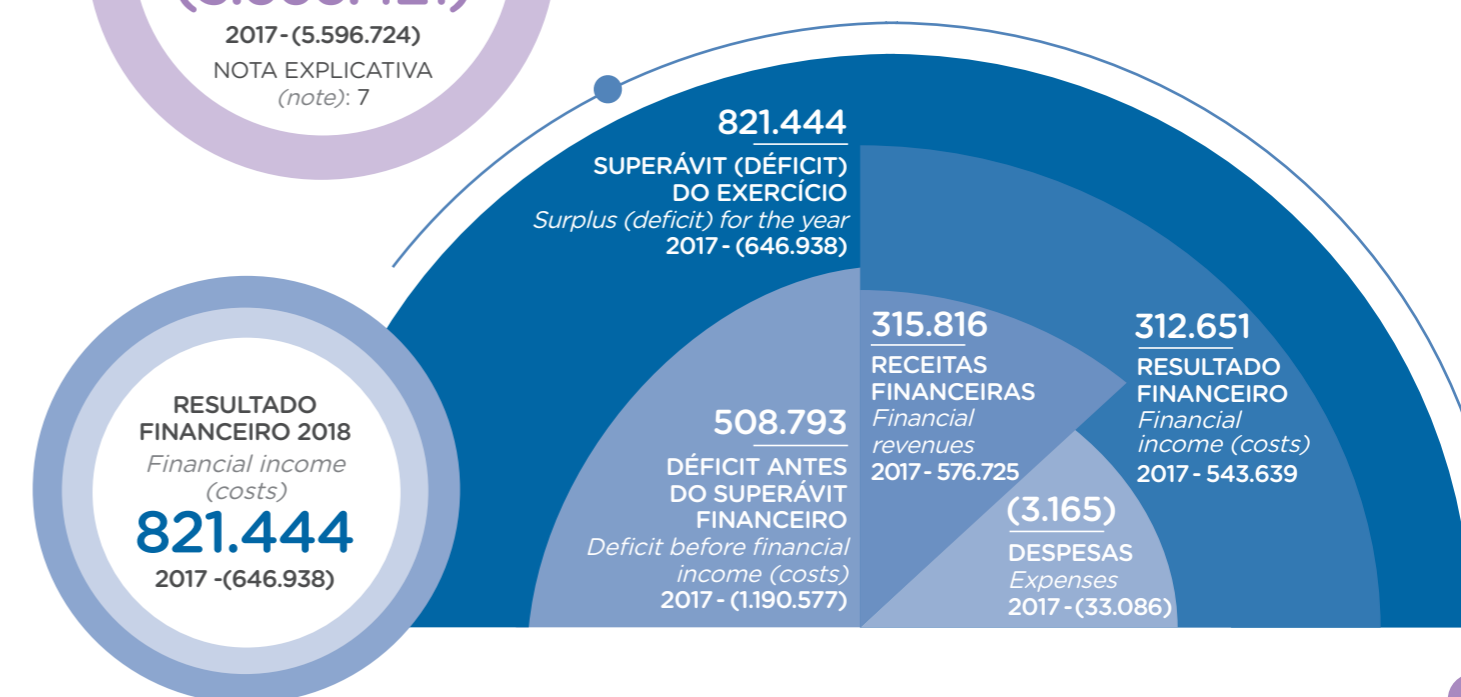 2017-(5.596.724)
NOTA EXPLICATIVA
(note): 7
821.444
SUPERÁVIT (DÉFICIT)
DO EXERCÍCIO
Surplus (deficit) for the year
2017 - (646.938)
315.816
RECEITAS
FINANCEIRAS
Financial
revenues
2017 - 576.725
312.651
RESULTADO
FINANCEIRO
Financial
income (costs)
2017 - 543.639
508.793
DÉFICIT ANTES
DO SUPERÁVIT
FINANCEIRO
Deficit before financial
income (costs)
2017 - (1.190.577)
(3.165)
DESPESAS
Expenses
2017 - (33.086)
RESULTADO
FINANCEIRO 2018
Financial income
(costs)
821.444
2017 -(646.938)